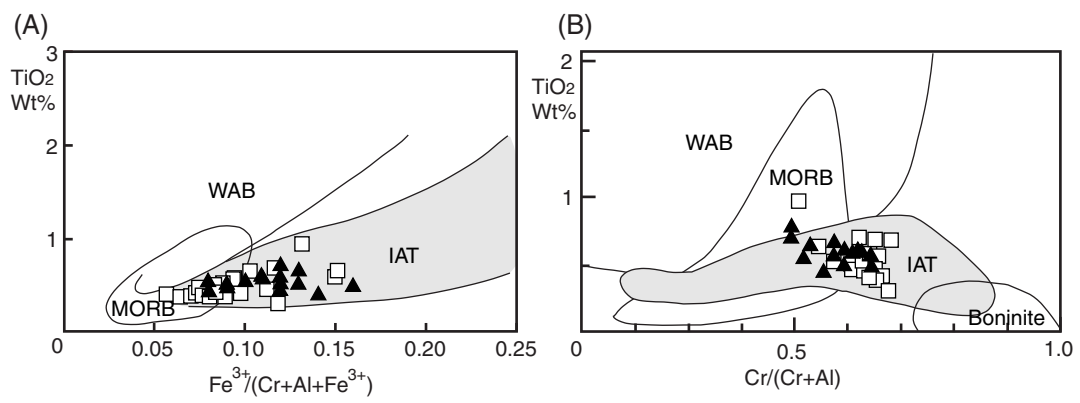 (A)
3
TiO2
Wt%
2
1
0
WAB
MORB
IAT
0.05
0.10
0.15
0.20
0.25
Fe3+/(Cr+Al+Fe3+)
(B)
2
TiO2
Wt%
1
0
WAB
MORB
IAT
Boninite
0.5
1.0
Cr/(Cr+Al)